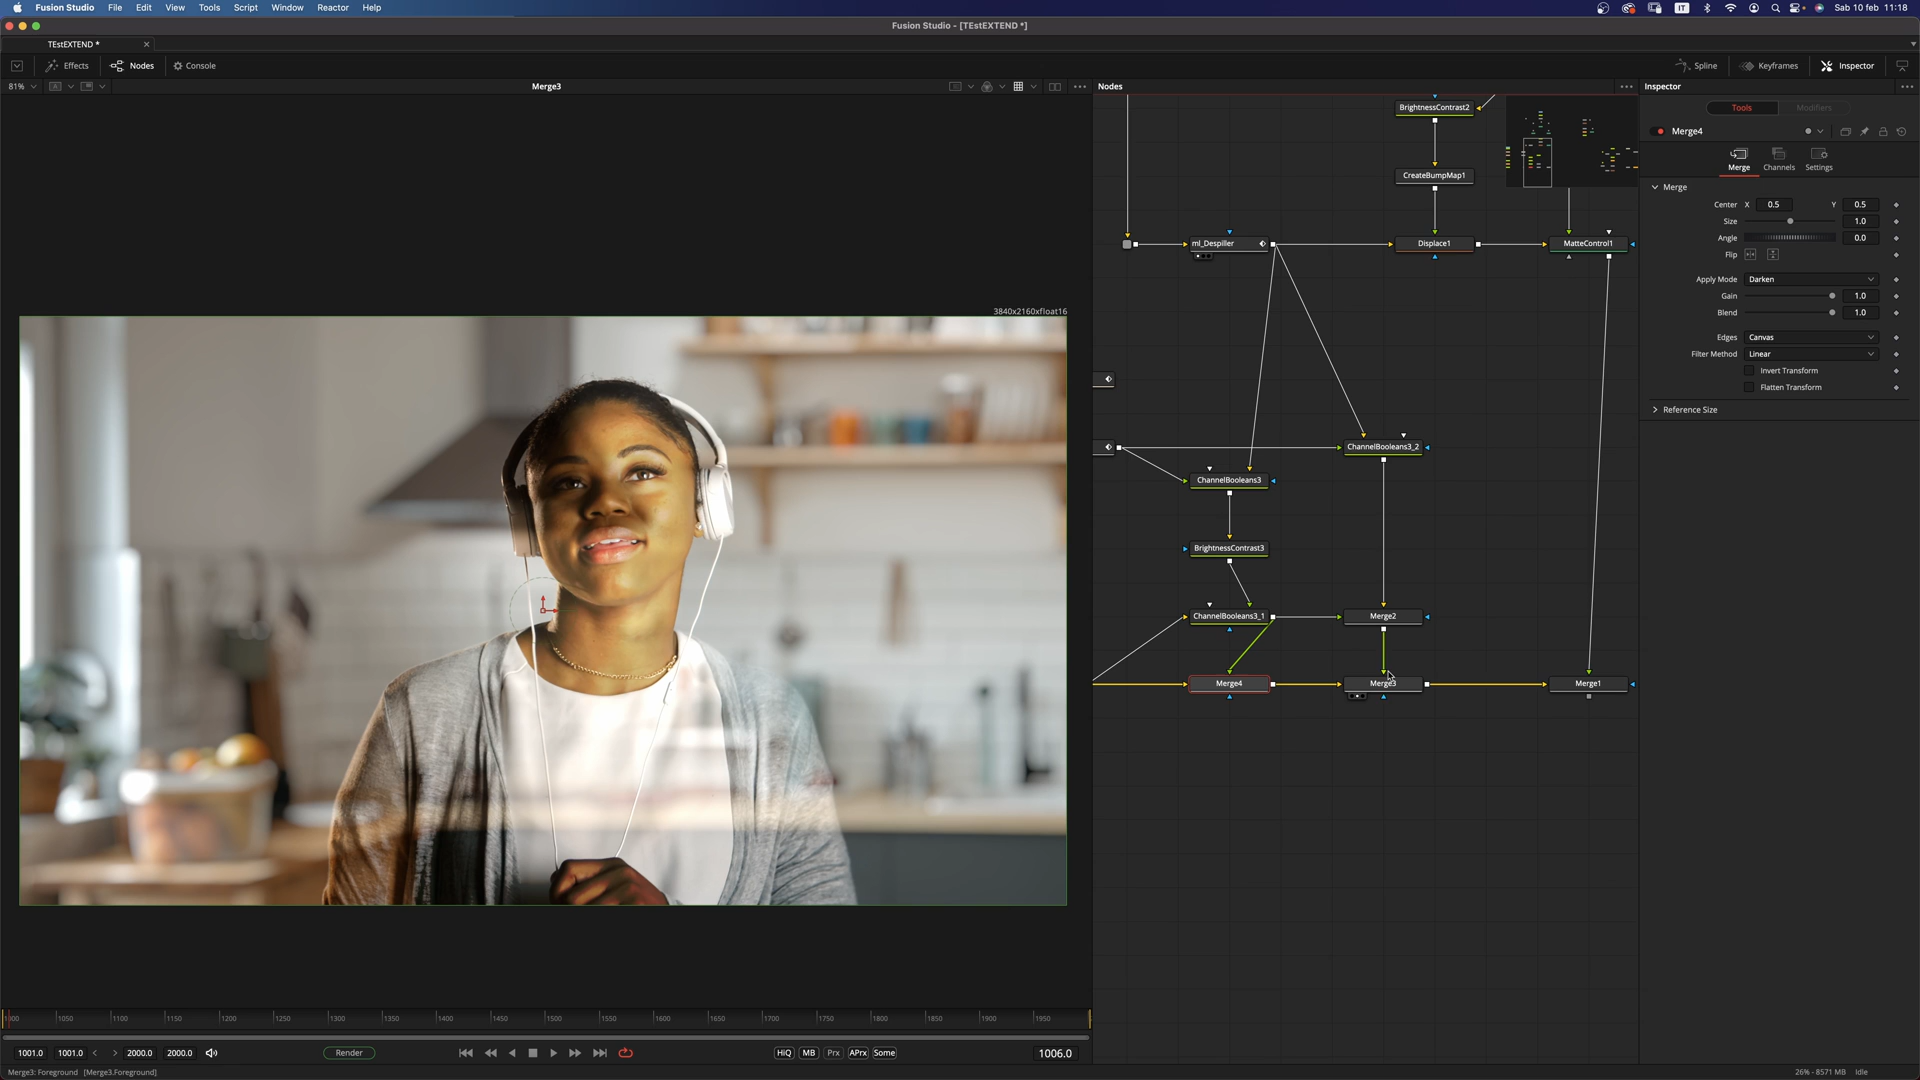 Fusion Studio File Edit View Tools Script Window Reactor Help
IT Sab 10 feb 11:18
Fusion Studio - [TEstEXTEND *]
TEstEXTEND *
Effects Nodes Console Spline Keyframes Inspector
81% Merge3
3840x2160xfloat16
Nodes
BrightnessContrast2
CreateBumpMap1
ml_Despiller Displace1 MatteControl1
ChannelBooleans3_2
ChannelBooleans3
BrightnessContrast3
ChannelBooleans3_1 Merge2
Merge4 Merge3 Merge1
Inspector
Tools Modifiers
Merge4
Merge Channels Settings
Merge
Center X 0.5 Y 0.5
Size 1.0
Angle 0.0
Flip
Apply Mode Darken
Gain 1.0
Blend 1.0
Edges Canvas
Filter Method Linear
Invert Transform
Flatten Transform
Reference Size
1050 1100 1150 1200 1250 1300 1350 1400 1450 1500 1550 1600 1650 1700 1750 1800 1850 1900 1950
1001.0 1001.0 2000.0 2000.0 Render HiQ MB Prx APrx Some 1006.0
Merge3: Foreground [Merge3.Foreground] 26% - 8571 MB Idle